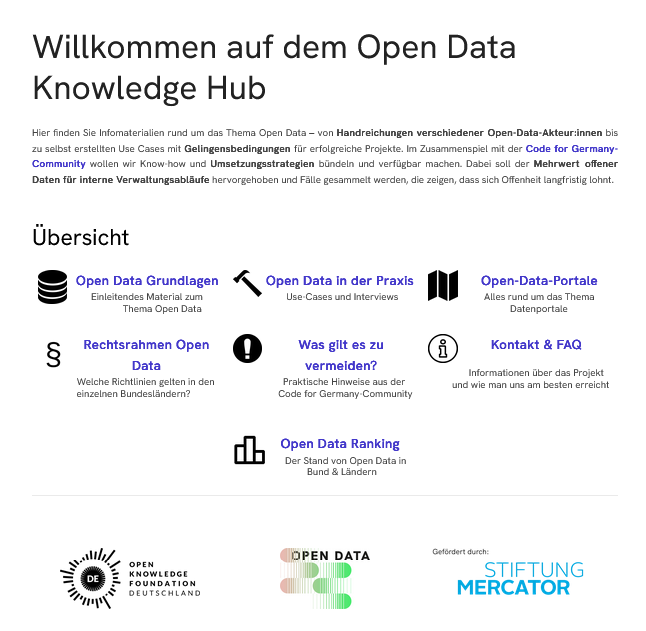 Willkommen auf dem Open Data
Knowledge Hub
Hier finden Sie Infomaterialien rund um das Thema Open Data – von Handreichungen verschiedener Open-Data-Akteur:innen bis
zu selbst erstellten Use Cases mit Gelingensbedingungen für erfolgreiche Projekte. Im Zusammenspiel mit der Code for Germany-
Community wollen wir Know-how und Umsetzungsstrategien bündeln und verfügbar machen. Dabei soll der Mehrwert offener
Daten für interne Verwaltungsabläufe hervorgehoben und Fälle gesammelt werden, die zeigen, dass sich Offenheit langfristig lohnt.
Übersicht
Open Data Grundlagen
Einleitendes Material zum
Thema Open Data
Open Data in der Praxis
Use-Cases und Interviews
Open-Data-Portale
Alles rund um das Thema
Datenportale
§
Rechtsrahmen Open
Data
Welche Richtlinien gelten in den
einzelnen Bundesländern?
Was gilt es zu
vermeiden?
Praktische Hinweise aus der
Code for Germany-Community
Kontakt & FAQ
Informationen über das Projekt
und wie man uns am besten erreicht
Open Data Ranking
Der Stand von Open Data in
Bund & Ländern
DE
OPEN
KNOWLEDGE
FOUNDATION
DEUTSCHLAND
OPEN DATA
Gefördert durch:
STIFTUNG
MERCATOR